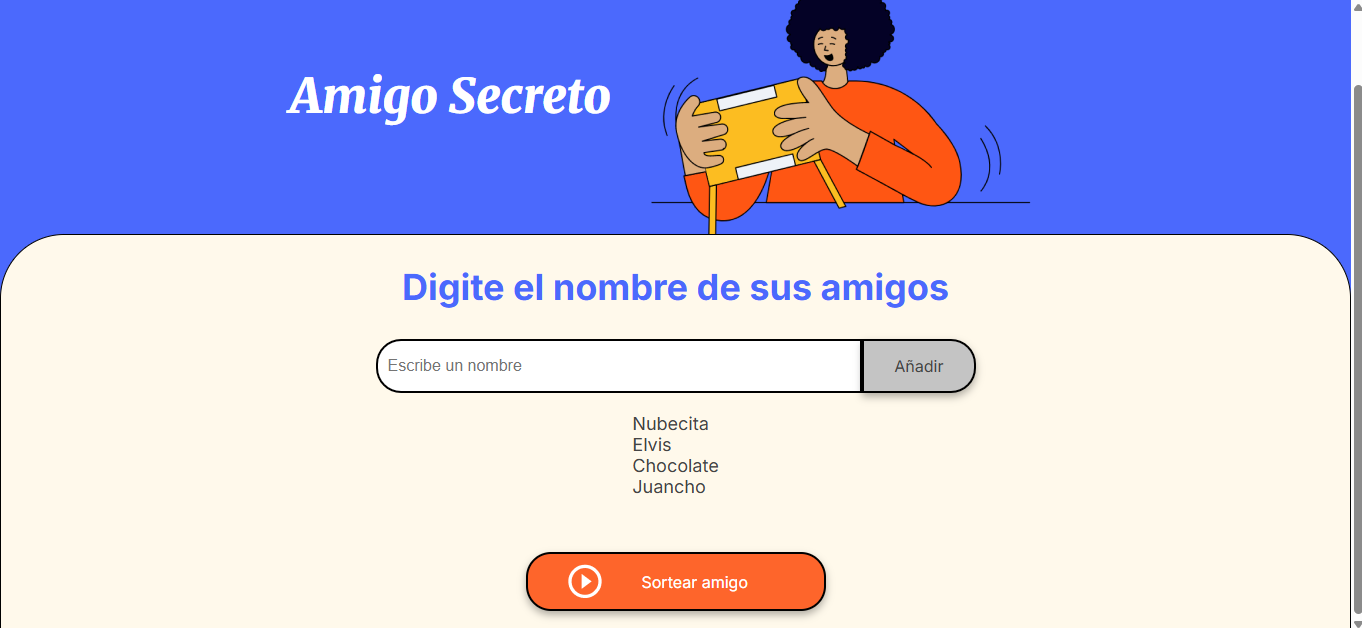 Amigo Secreto
Digite el nombre de sus amigos
Escribe un nombre
Añadir
Nubecita
Elvis
Chocolate
Juancho
Sortear amigo